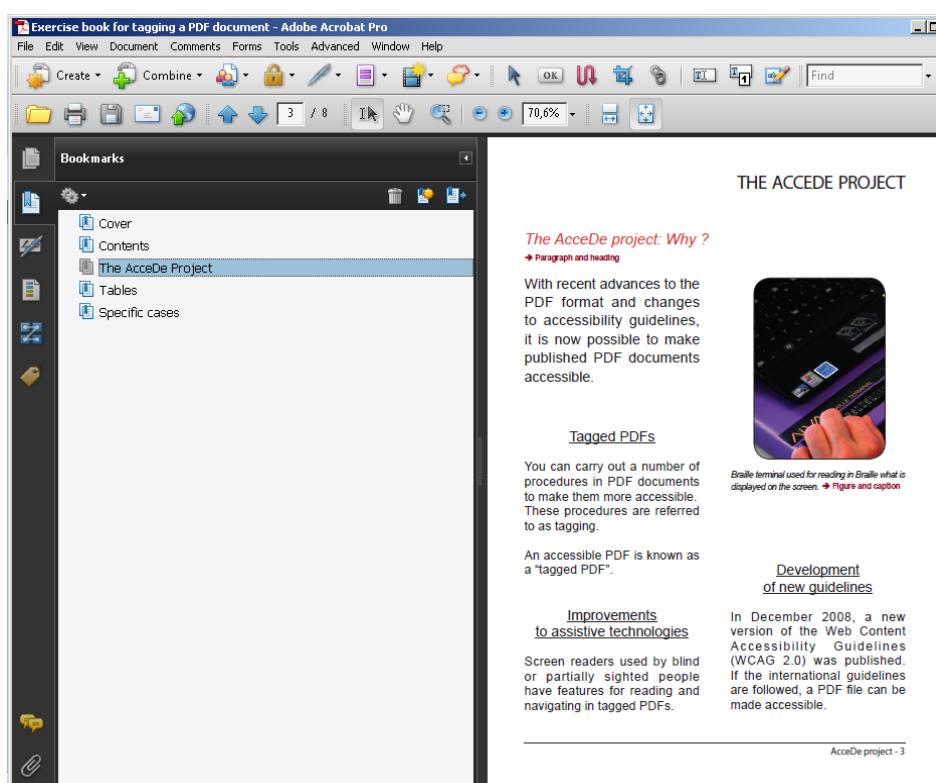 Exercise book for tagging a PDF document - Adobe Acrobat Pro
File Edit View Document Comments Forms Tools Advanced Window Help
Create Combine OK Find
3 / 8 70,6%
Bookmarks
Cover
Contents
The AcceDe Project
Tables
Specific cases
THE ACCEDE PROJECT
The AcceDe project: Why ?
➔ Paragraph and heading
With recent advances to the
PDF format and changes
to accessibility guidelines,
it is now possible to make
published PDF documents
accessible.
Tagged PDFs
You can carry out a number of
procedures in PDF documents
to make them more accessible.
These procedures are referred
to as tagging.
An accessible PDF is known as
a “tagged PDF”.
Improvements
to assistive technologies
Screen readers used by blind
or partially sighted people
have features for reading and
navigating in tagged PDFs.
Braille terminal used for reading in Braille what is
displayed on the screen. ➔ Figure and caption
Development
of new guidelines
In December 2008, a new
version of the Web Content
Accessibility Guidelines
(WCAG 2.0) was published.
If the international guidelines
are followed, a PDF file can be
made accessible.
AcceDe project - 3